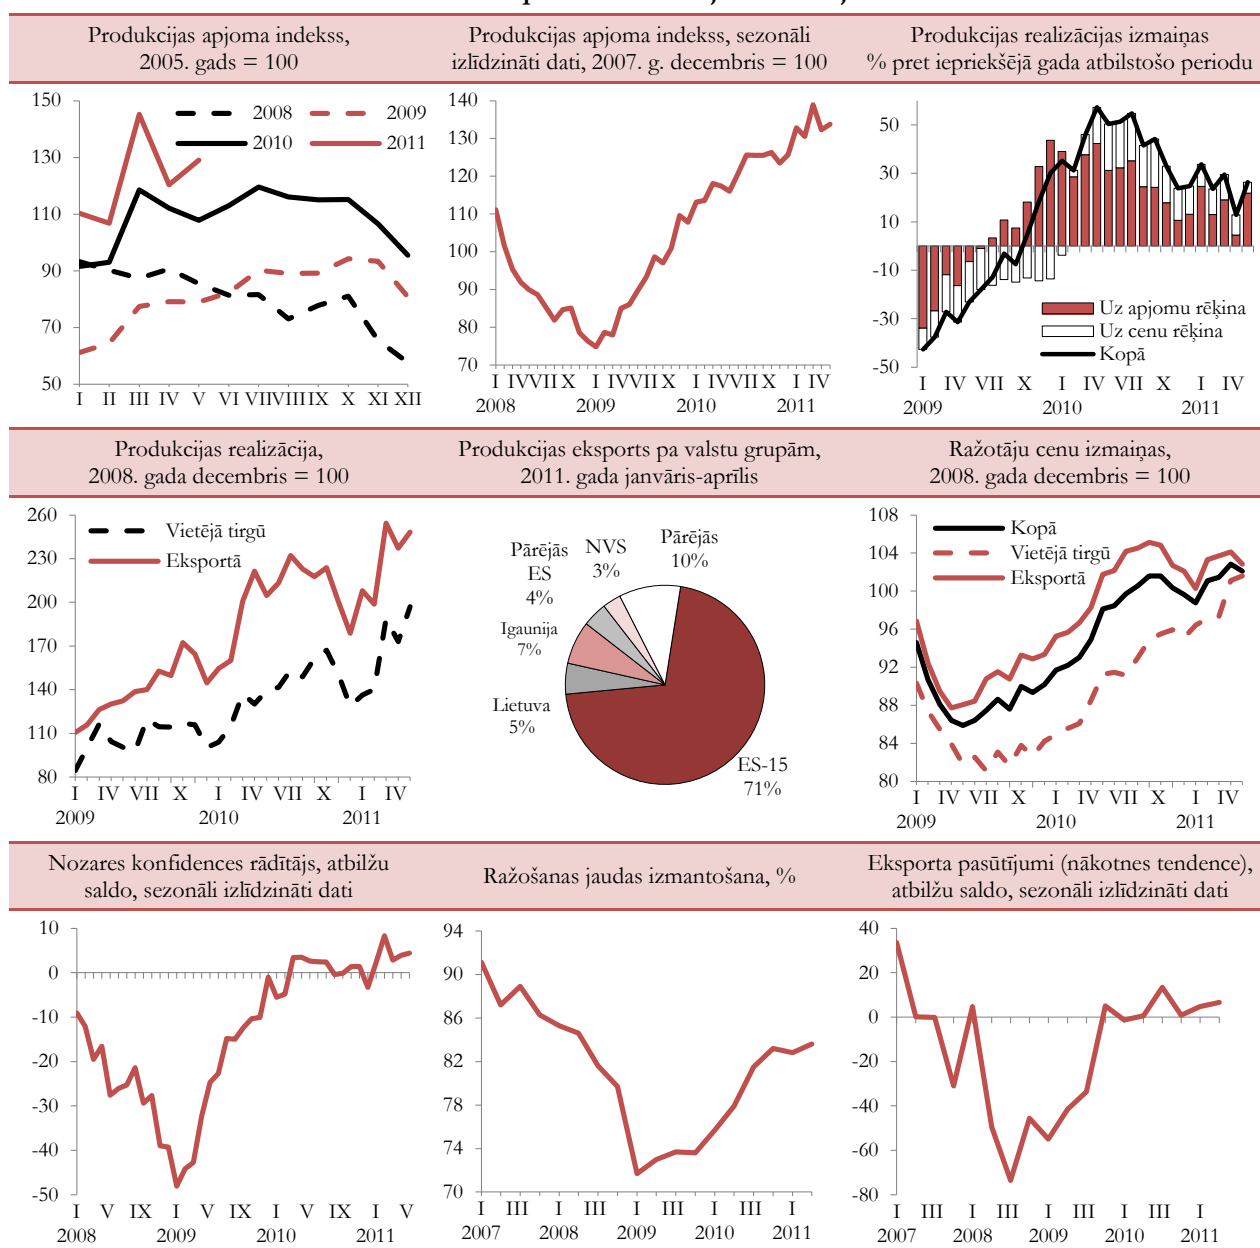 Produkcijas apjoma indekss,
2005. gads = 100
Produkcijas apjoma indekss, sezonāli
izlīdzināti dati, 2007. g. decembris = 100
Produkcijas realizācijas izmaiņas
% pret iepriekšējā gada atbilstošo periodu
150
130
110
90
70
50
2008
2009
2010
2011
I II III IV V VI VII VIII IX X XI XII
140
130
120
110
100
90
80
70
I IV VII X I IV VII X I IV VII X I IV
2008 2009 2010 2011
50
30
10
-10
-30
-50
Uz apjomu rēķina
Uz cenu rēķina
Kopā
I IV VII X I IV VII X I IV
2009 2010 2011
Produkcijas realizācija,
2008. gada decembris = 100
Produkcijas eksports pa valstu grupām,
2011. gada janvāris-aprīlis
Ražotāju cenu izmaiņas,
2008. gada decembris = 100
260
230
200
170
140
110
80
Vietējā tirgū
Eksportā
I IV VII X I IV VII X I IV
2009 2010 2011
Pārējās
ES
4%
NVS
3%
Pārējās
10%
Igaunija
7%
Lietuva
5%
ES-15
71%
108
104
100
96
92
88
84
80
Kopā
Vietējā tirgū
Eksportā
I IV VII X I IV VII X I IV
2009 2010 2011
Nozares konfidences rādītājs, atbilžu
saldo, sezonāli izlīdzināti dati
Ražošanas jaudas izmantošana, %
Eksporta pasūtījumi (nākotnes tendence),
atbilžu saldo, sezonāli izlīdzināti dati
10
0
-10
-20
-30
-40
-50
I V IX I V IX I V IX I V
2008 2009 2010 2011
94
90
86
82
78
74
70
I III I III I III I III I
2007 2008 2009 2010 2011
40
20
0
-20
-40
-60
-80
I III I III I III I III I
2007 2008 2009 2010 2011